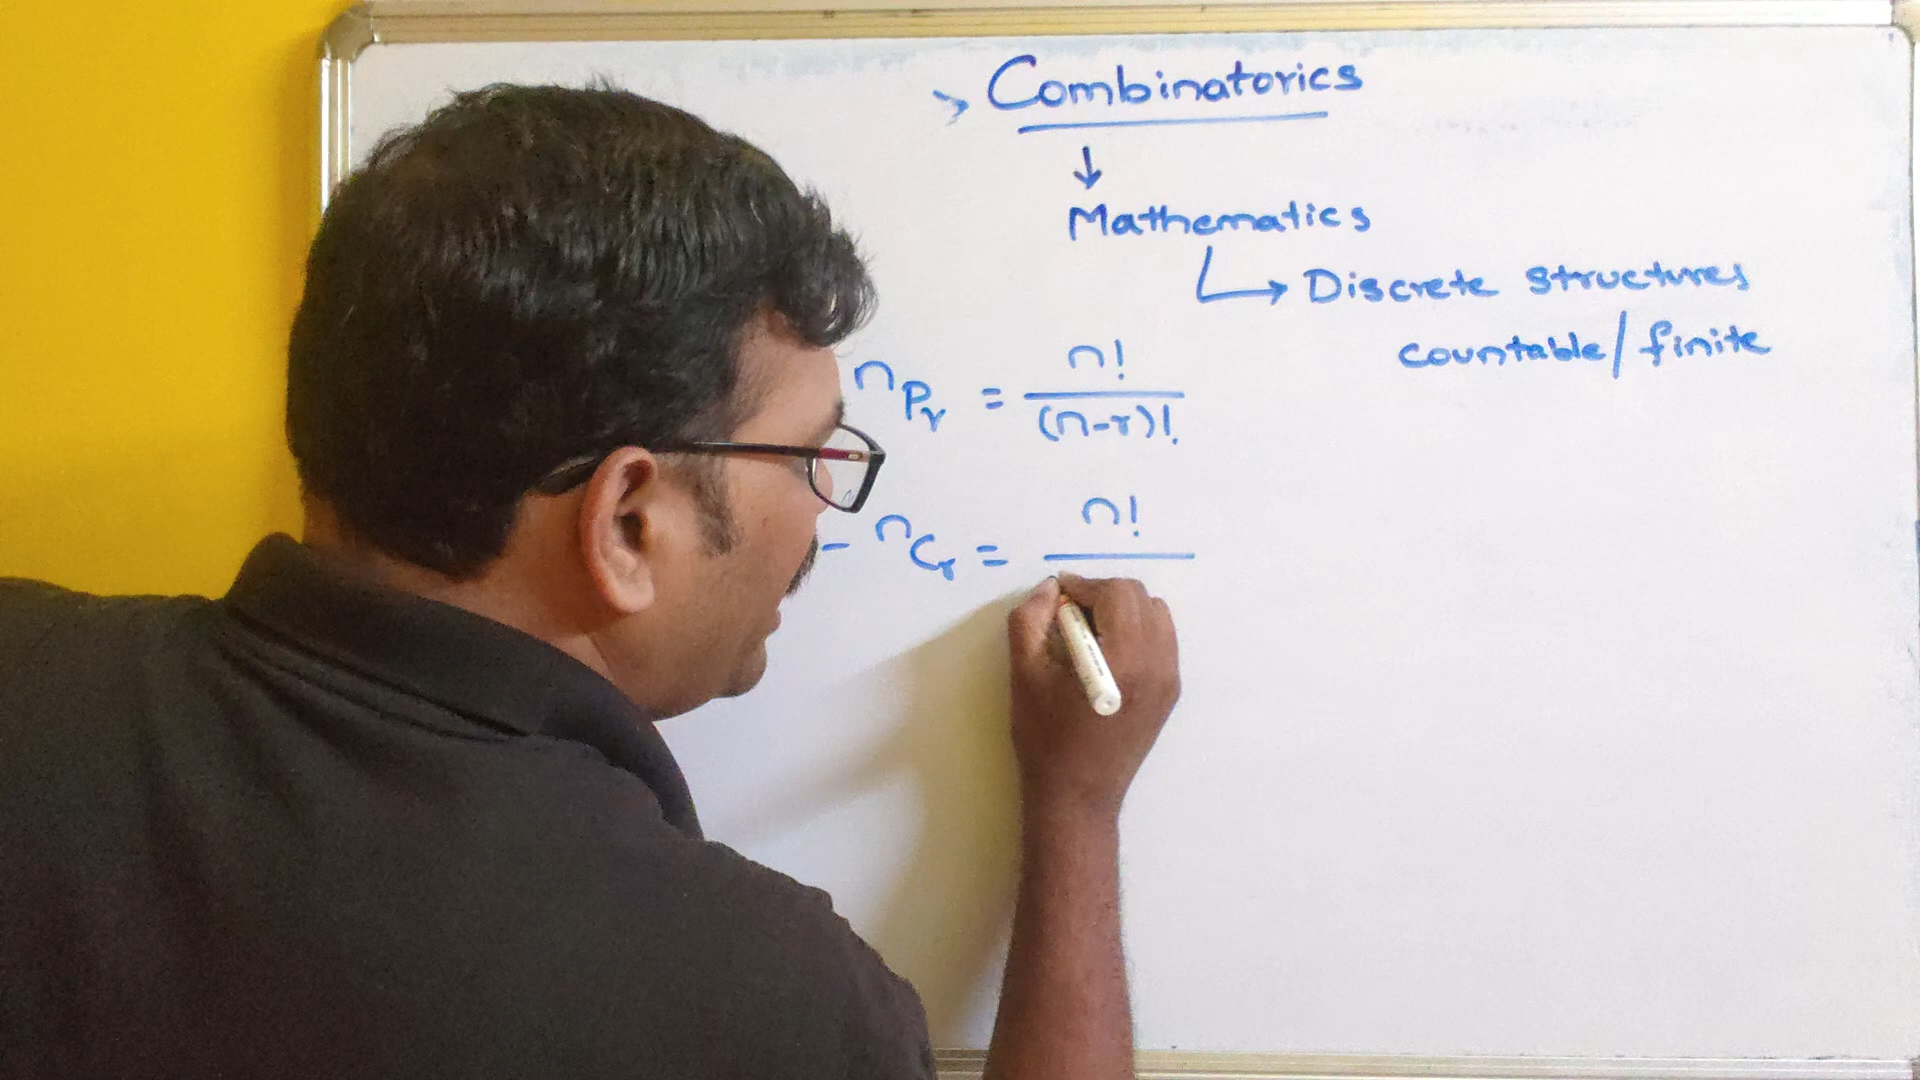 > Combinatorics
↓
Mathematics
↳ Discrete structures
countable/finite
nPr = n! / (n-r)!
- nCr = n! /